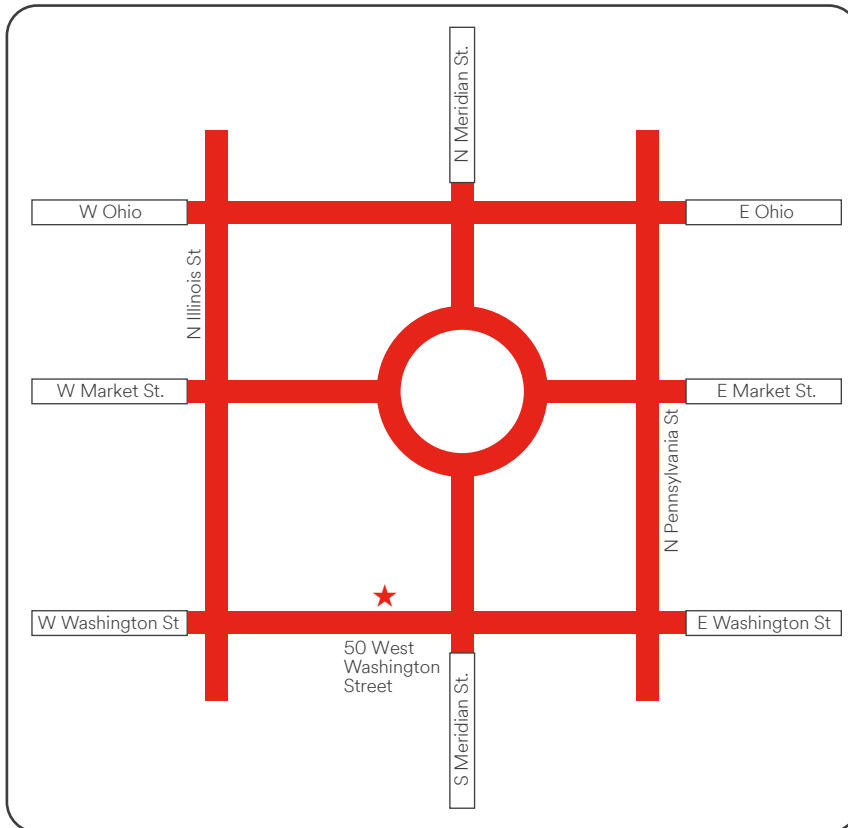 N Meridian St.
W Ohio
E Ohio
N Illinois St
W Market St.
E Market St.
N Pennsylvania St
W Washington St
E Washington St
50 West
Washington
Street
S Meridian St.